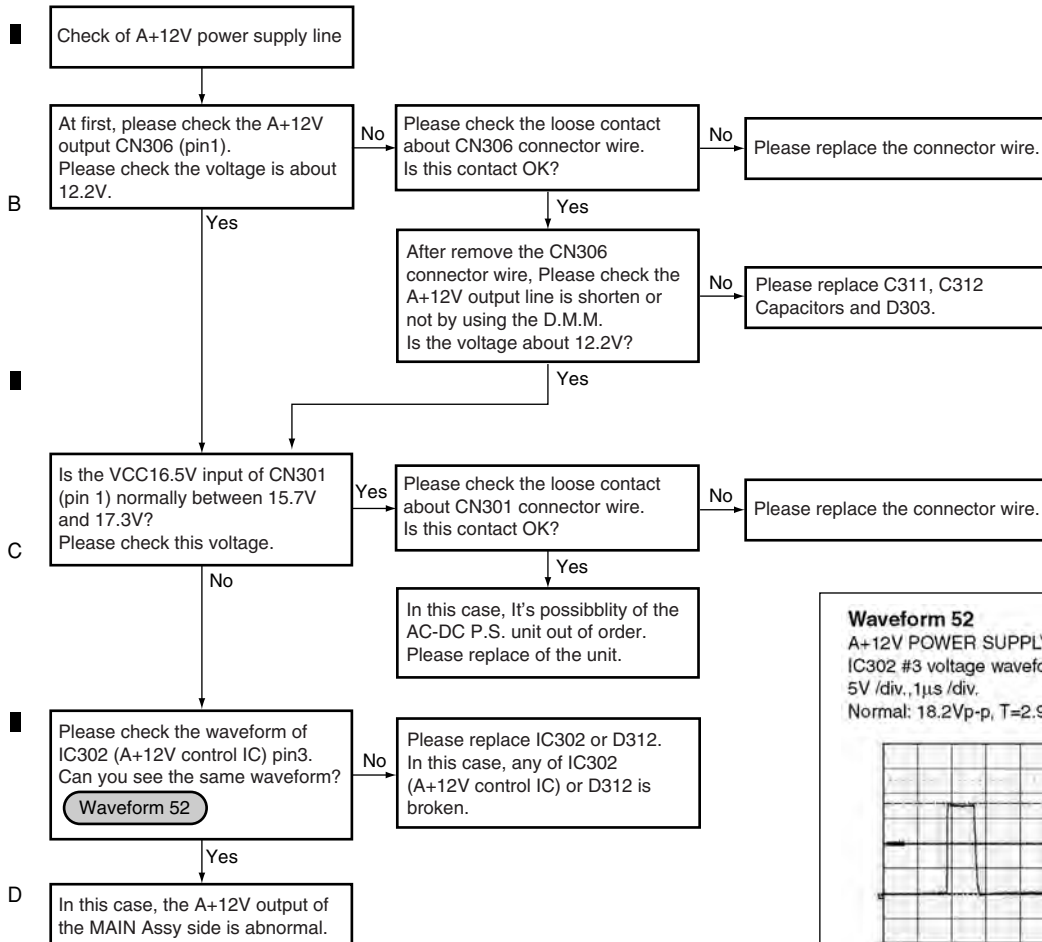 Check of A+12V power supply line
At first, please check the A+12V
output CN306 (pin1).
Please check the voltage is about
12.2V.
No
Please check the loose contact
about CN306 connector wire.
Is this contact OK?
No
Please replace the connector wire.
B
Yes
Yes
After remove the CN306
connector wire, Please check the
A+12V output line is shorten or
not by using the D.M.M.
Is the voltage about 12.2V?
No
Please replace C311, C312
Capacitors and D303.
Yes
Is the VCC16.5V input of CN301
(pin 1) normally between 15.7V
and 17.3V?
Please check this voltage.
Yes
Please check the loose contact
about CN301 connector wire.
Is this contact OK?
No
Please replace the connector wire.
C
No
Yes
In this case, It's possibblity of the
AC-DC P.S. unit out of order.
Please replace of the unit.
Waveform 52
A+12V POWER SUPPLY
IC302 #3 voltage wavefo
5V /div.,1µs /div.
Normal: 18.2Vp-p, T=2.9
Please check the waveform of
IC302 (A+12V control IC) pin3.
Can you see the same waveform?
Waveform 52
No
Please replace IC302 or D312.
In this case, any of IC302
(A+12V control IC) or D312 is
broken.
Yes
D
In this case, the A+12V output of
the MAIN Assy side is abnormal.